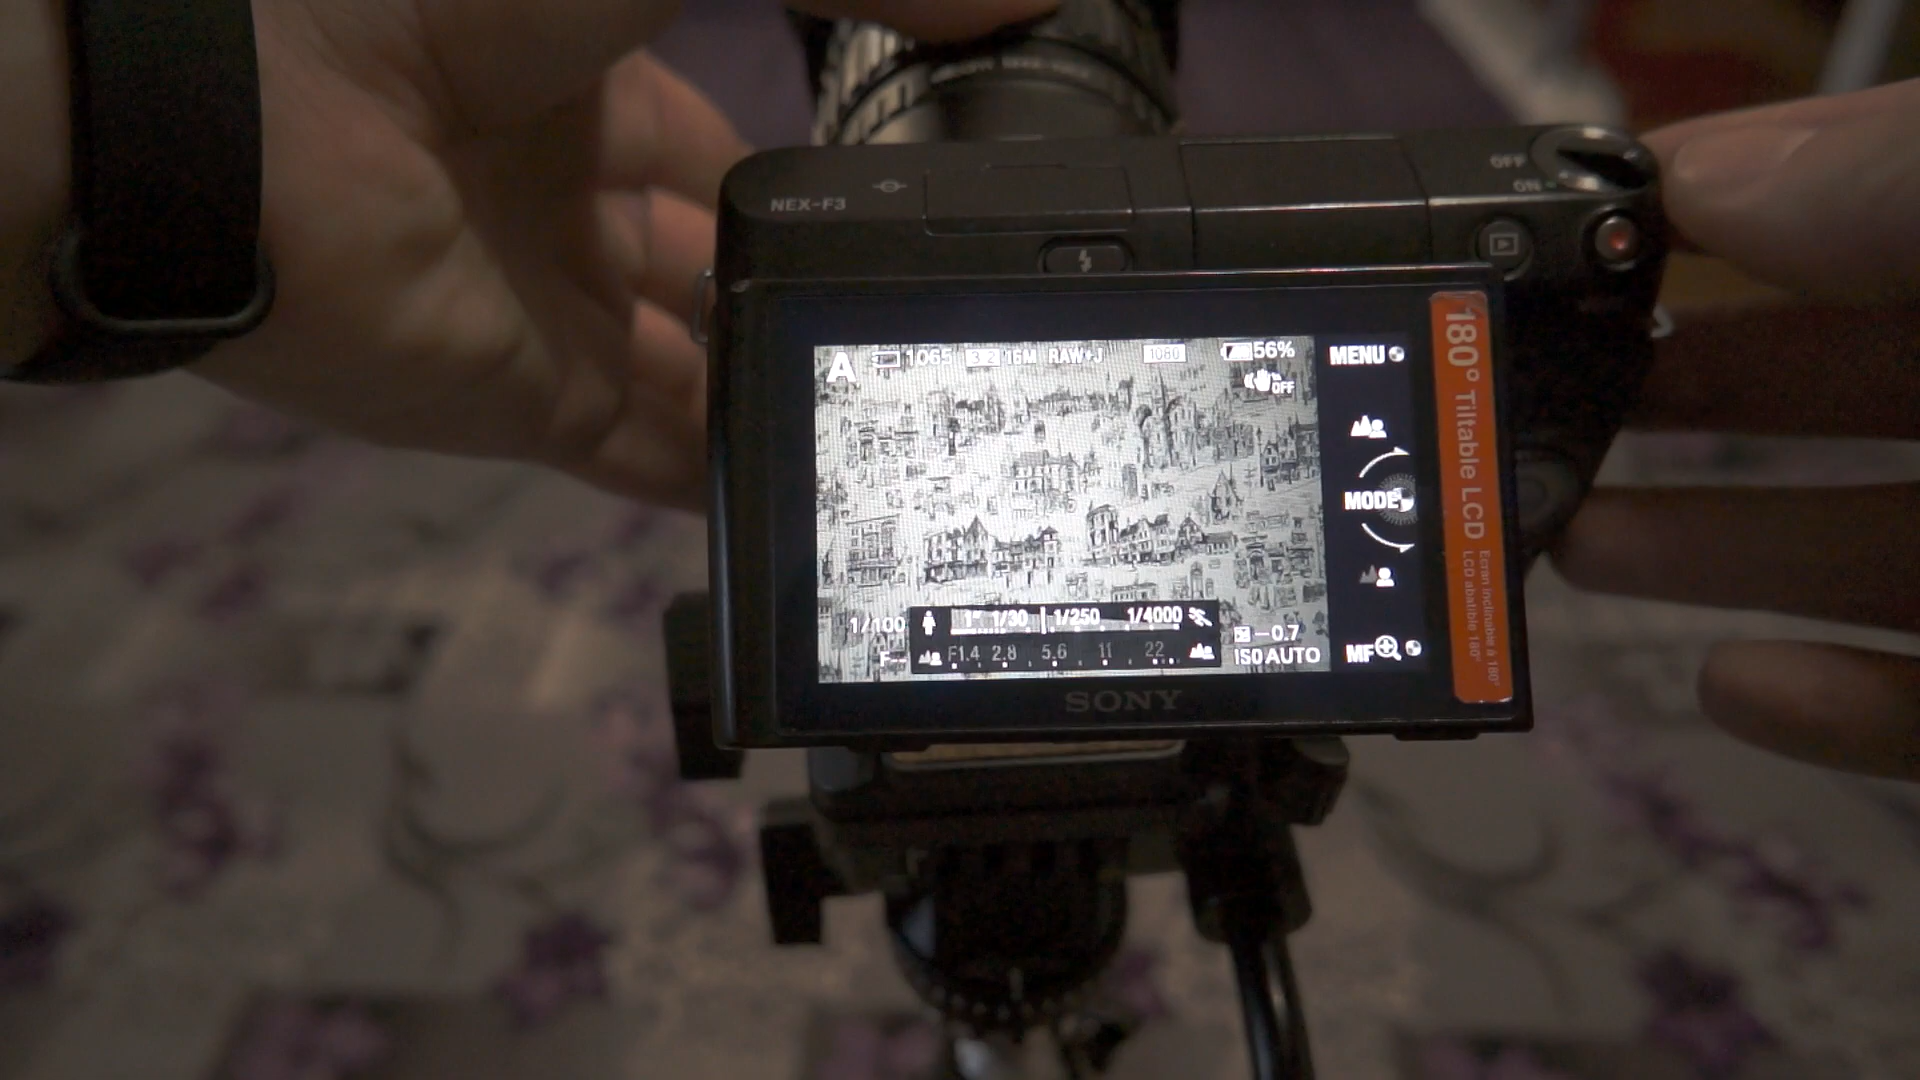 OFF
ON
NEX-F3
A 1065 3:2 16M RAW+J 1080 56% MENU
OFF
MODE
1/100 1" 1/30 1/250 1/4000 -0.7
F-- F1.4 2.8 5.6 11 22 ISO AUTO MF
SONY
180° Tiltable LCD
Ecran inclinable à 180°
LCD abatible 180°